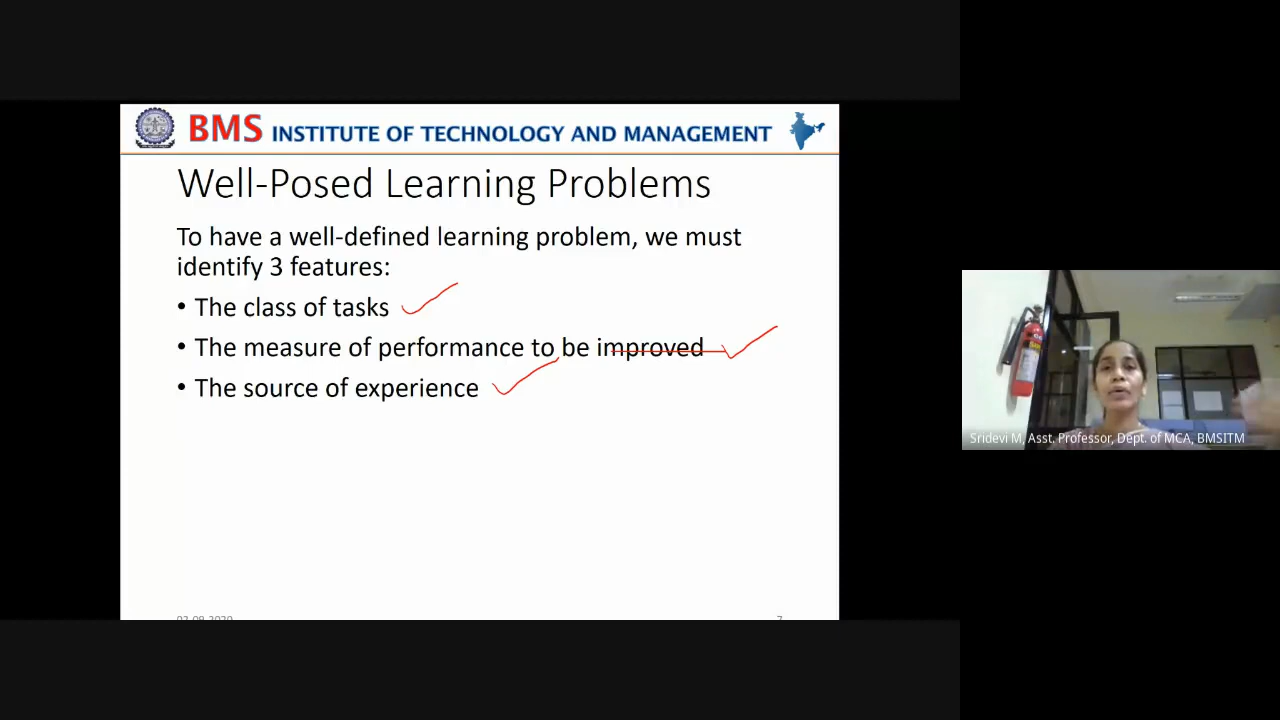 BMS INSTITUTE OF TECHNOLOGY AND MANAGEMENT
Well-Posed Learning Problems
To have a well-defined learning problem, we must
identify 3 features:
• The class of tasks
• The measure of performance to be improved
• The source of experience
Sridevi M, Asst. Professor, Dept. of MCA, BMSITM